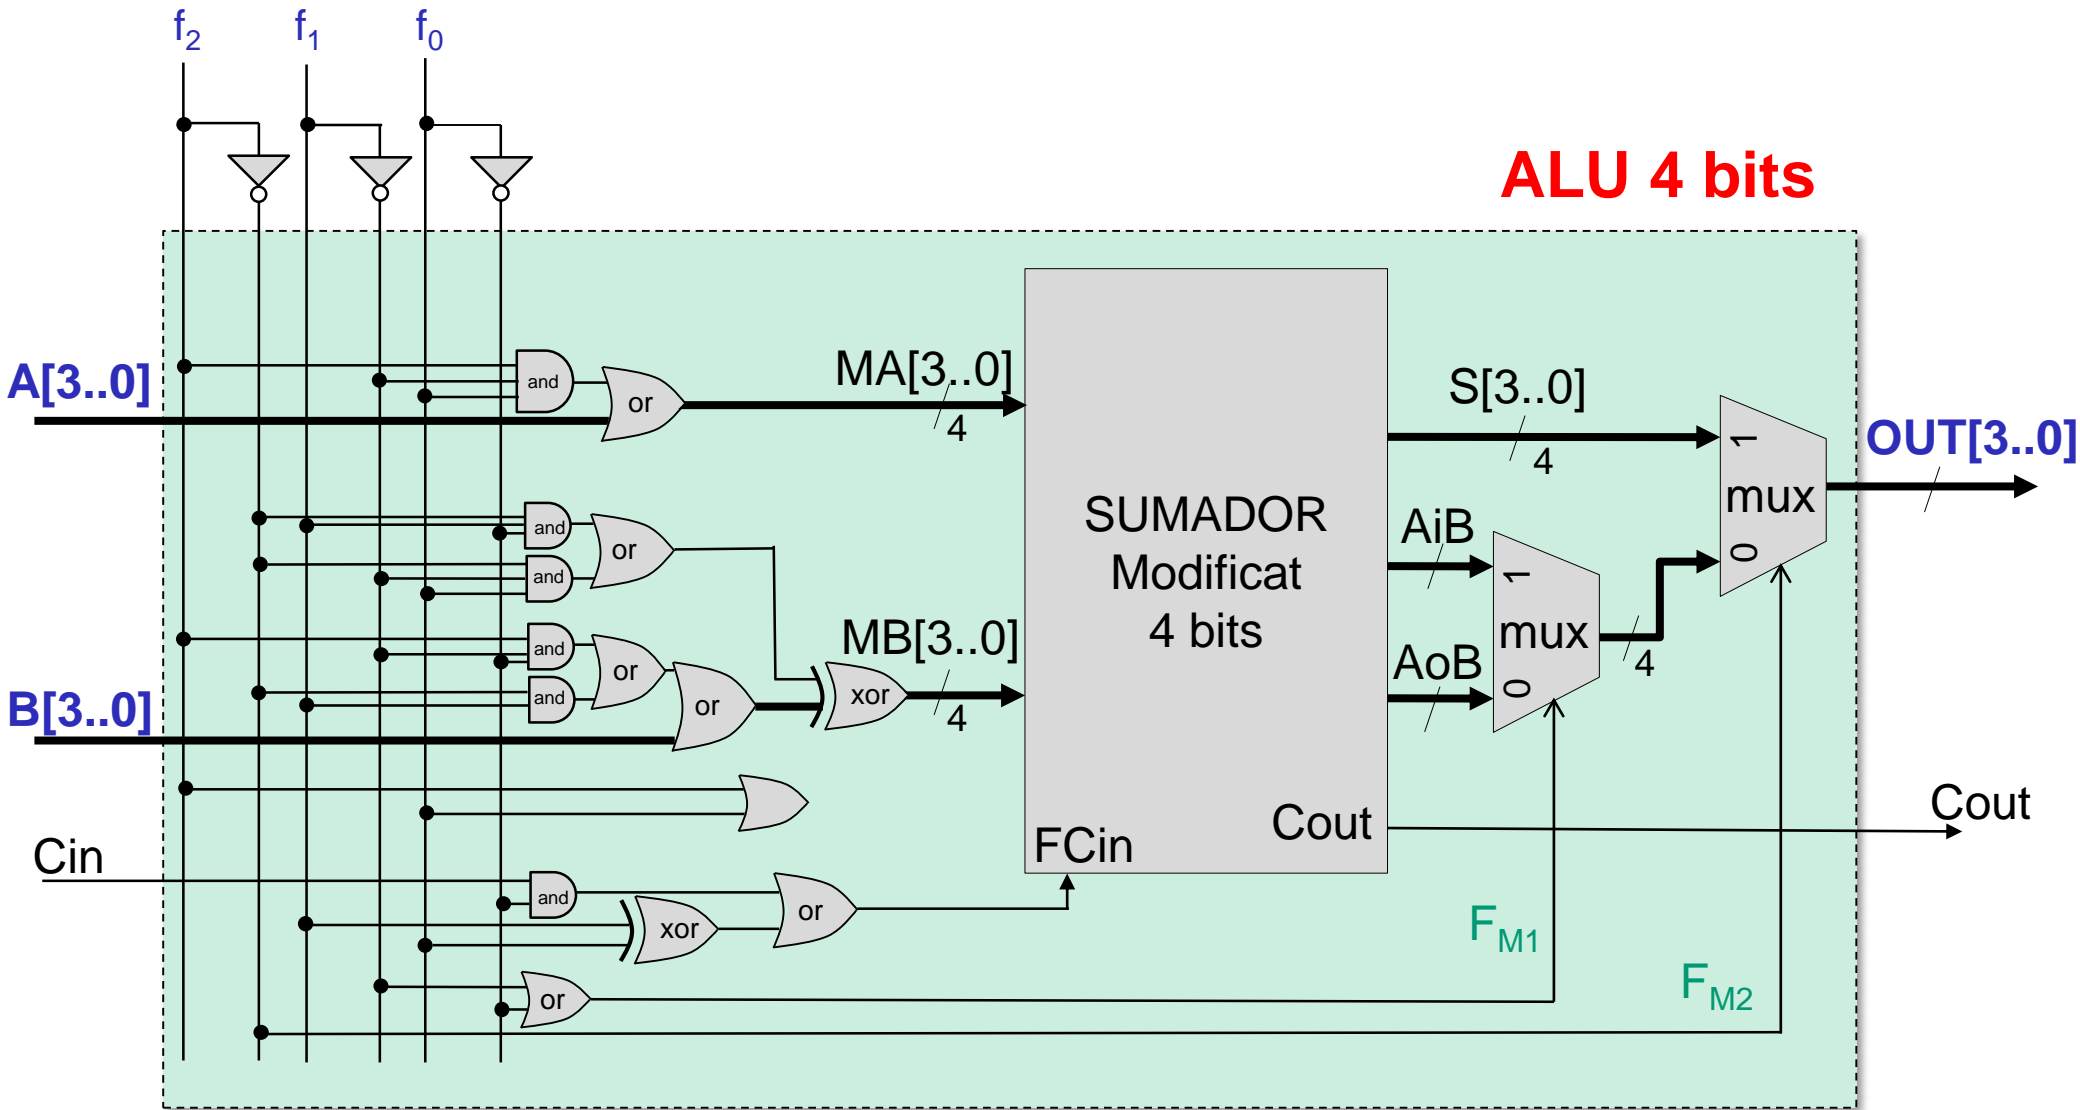 f2 f1 f0
ALU 4 bits
A[3..0]
and
or
MA[3..0]
4
S[3..0]
4
1
mux
0
OUT[3..0]
and
or
and
SUMADOR
Modificat
4 bits
AiB
1
mux
0
4
AoB
and
or
and
or
xor
MB[3..0]
4
B[3..0]
Cin
FCin
Cout
Cout
and
xor
or
or
FM1
FM2